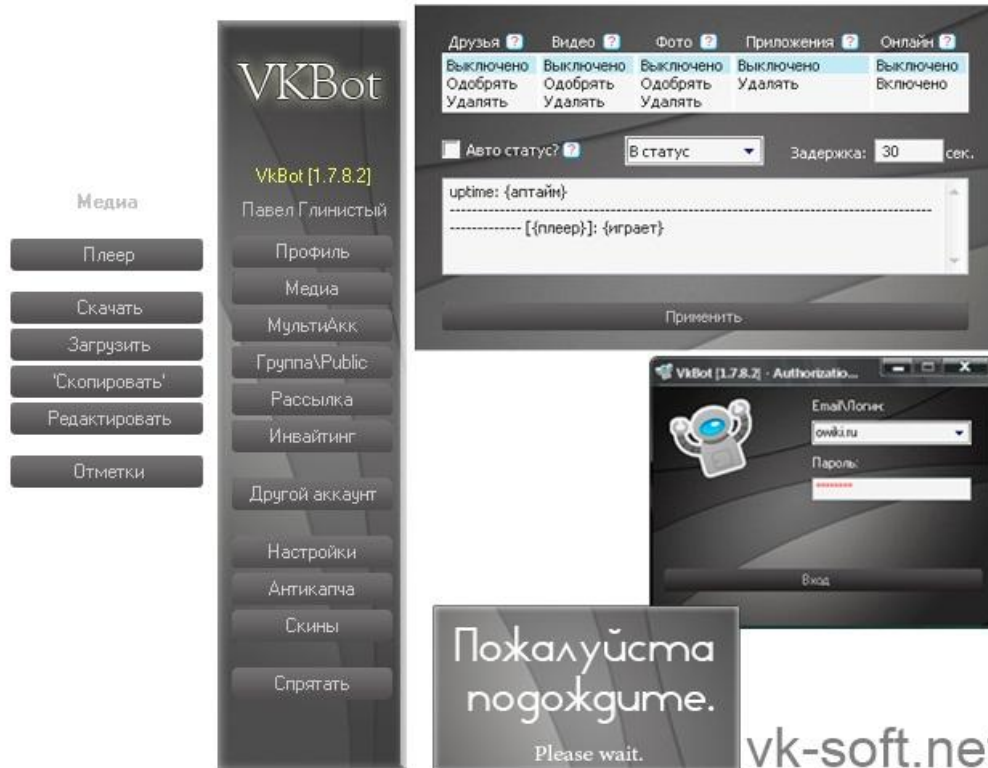 Медиа
Плеер
Скачать
Загрузить
'Скопировать'
Редактировать
Отметки
VKBot
VkBot [1.7.8.2]
Павел Глинистый
Профиль
Медиа
МультиАкк
Группа\Public
Рассылка
Инвайтинг
Другой аккаунт
Настройки
Антикапча
Скины
Спрятать
Друзья ? Видео ? Фото ? Приложения ? Онлайн ?
Выключено Выключено Выключено Выключено Выключено
Одобрять Одобрять Одобрять Удалять Включено
Удалять Удалять Удалять
Авто статус? ? В статус Задержка: 30 сек.
uptime: {аптайм}
------------- [{плеер}]: {играет}
Применить
VkBot [1.7.8.2] - Authorizatio...
Email\Логин:
owiki.ru
Пароль:
********
Вход
Пожалуйста
подождите.
Please wait.
vk-soft.net